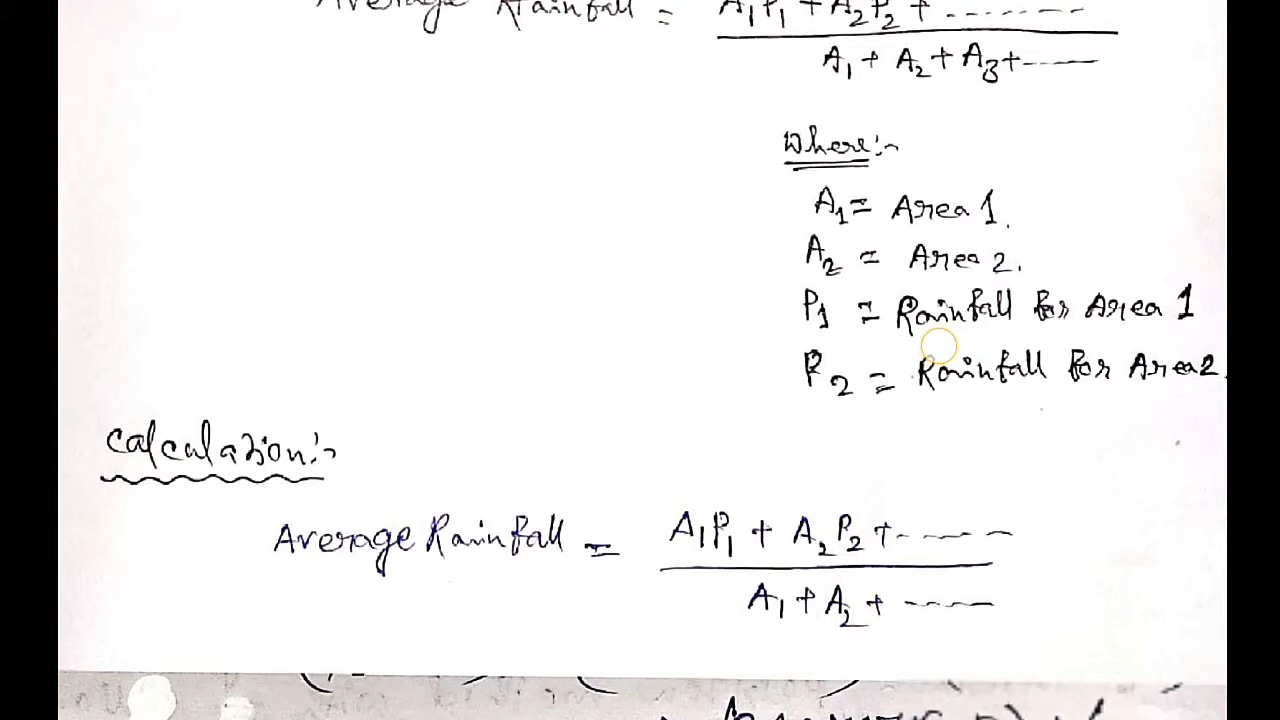 Average Rainfall = A₁P₁ + A₂P₂ + --------
A₁ + A₂ + A3 + -----
Where:-
A₁ = Area 1.
A₂ = Area 2.
P₁ = Rainfall for Area 1
P₂ = Rainfall for Area 2.
Calculation:-
Average Rainfall = A₁P₁ + A₂P₂ + ------
A₁ + A₂ + -----